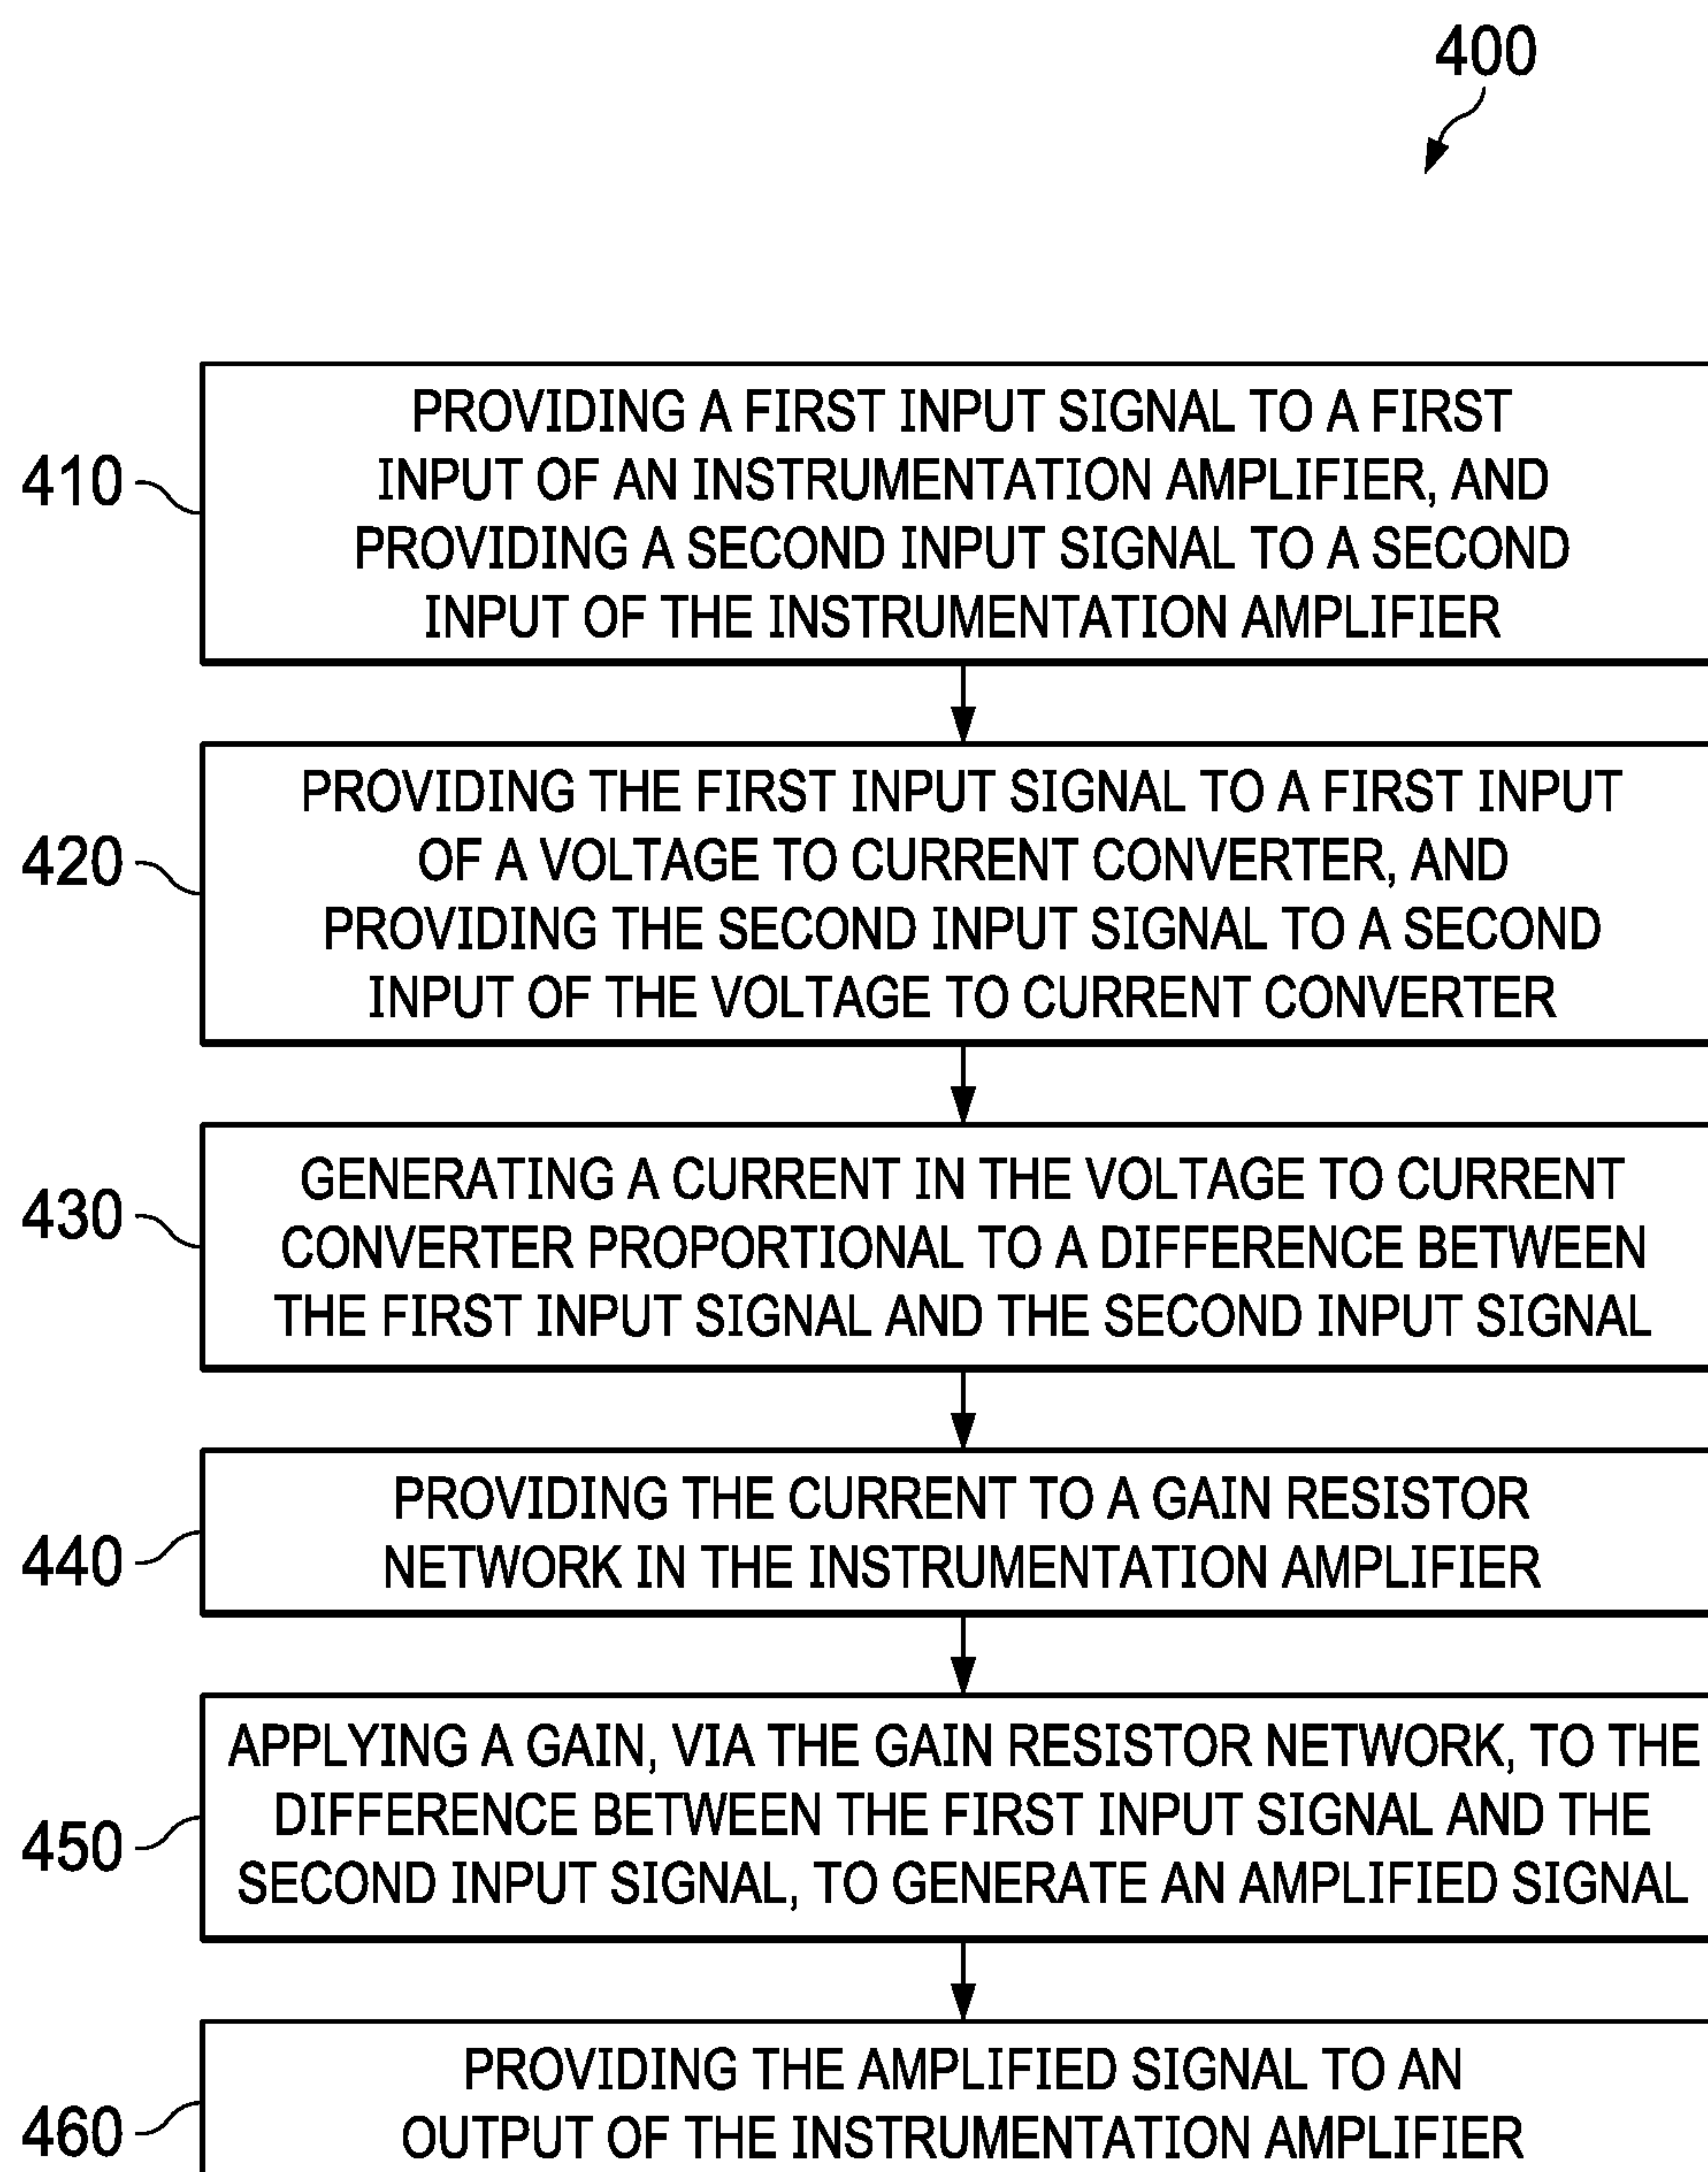 400
410
PROVIDING A FIRST INPUT SIGNAL TO A FIRST
INPUT OF AN INSTRUMENTATION AMPLIFIER, AND
PROVIDING A SECOND INPUT SIGNAL TO A SECOND
INPUT OF THE INSTRUMENTATION AMPLIFIER
420
PROVIDING THE FIRST INPUT SIGNAL TO A FIRST INPUT
OF A VOLTAGE TO CURRENT CONVERTER, AND
PROVIDING THE SECOND INPUT SIGNAL TO A SECOND
INPUT OF THE VOLTAGE TO CURRENT CONVERTER
430
GENERATING A CURRENT IN THE VOLTAGE TO CURRENT
CONVERTER PROPORTIONAL TO A DIFFERENCE BETWEEN
THE FIRST INPUT SIGNAL AND THE SECOND INPUT SIGNAL
440
PROVIDING THE CURRENT TO A GAIN RESISTOR
NETWORK IN THE INSTRUMENTATION AMPLIFIER
450
APPLYING A GAIN, VIA THE GAIN RESISTOR NETWORK, TO THE
DIFFERENCE BETWEEN THE FIRST INPUT SIGNAL AND THE
SECOND INPUT SIGNAL, TO GENERATE AN AMPLIFIED SIGNAL
460
PROVIDING THE AMPLIFIED SIGNAL TO AN
OUTPUT OF THE INSTRUMENTATION AMPLIFIER